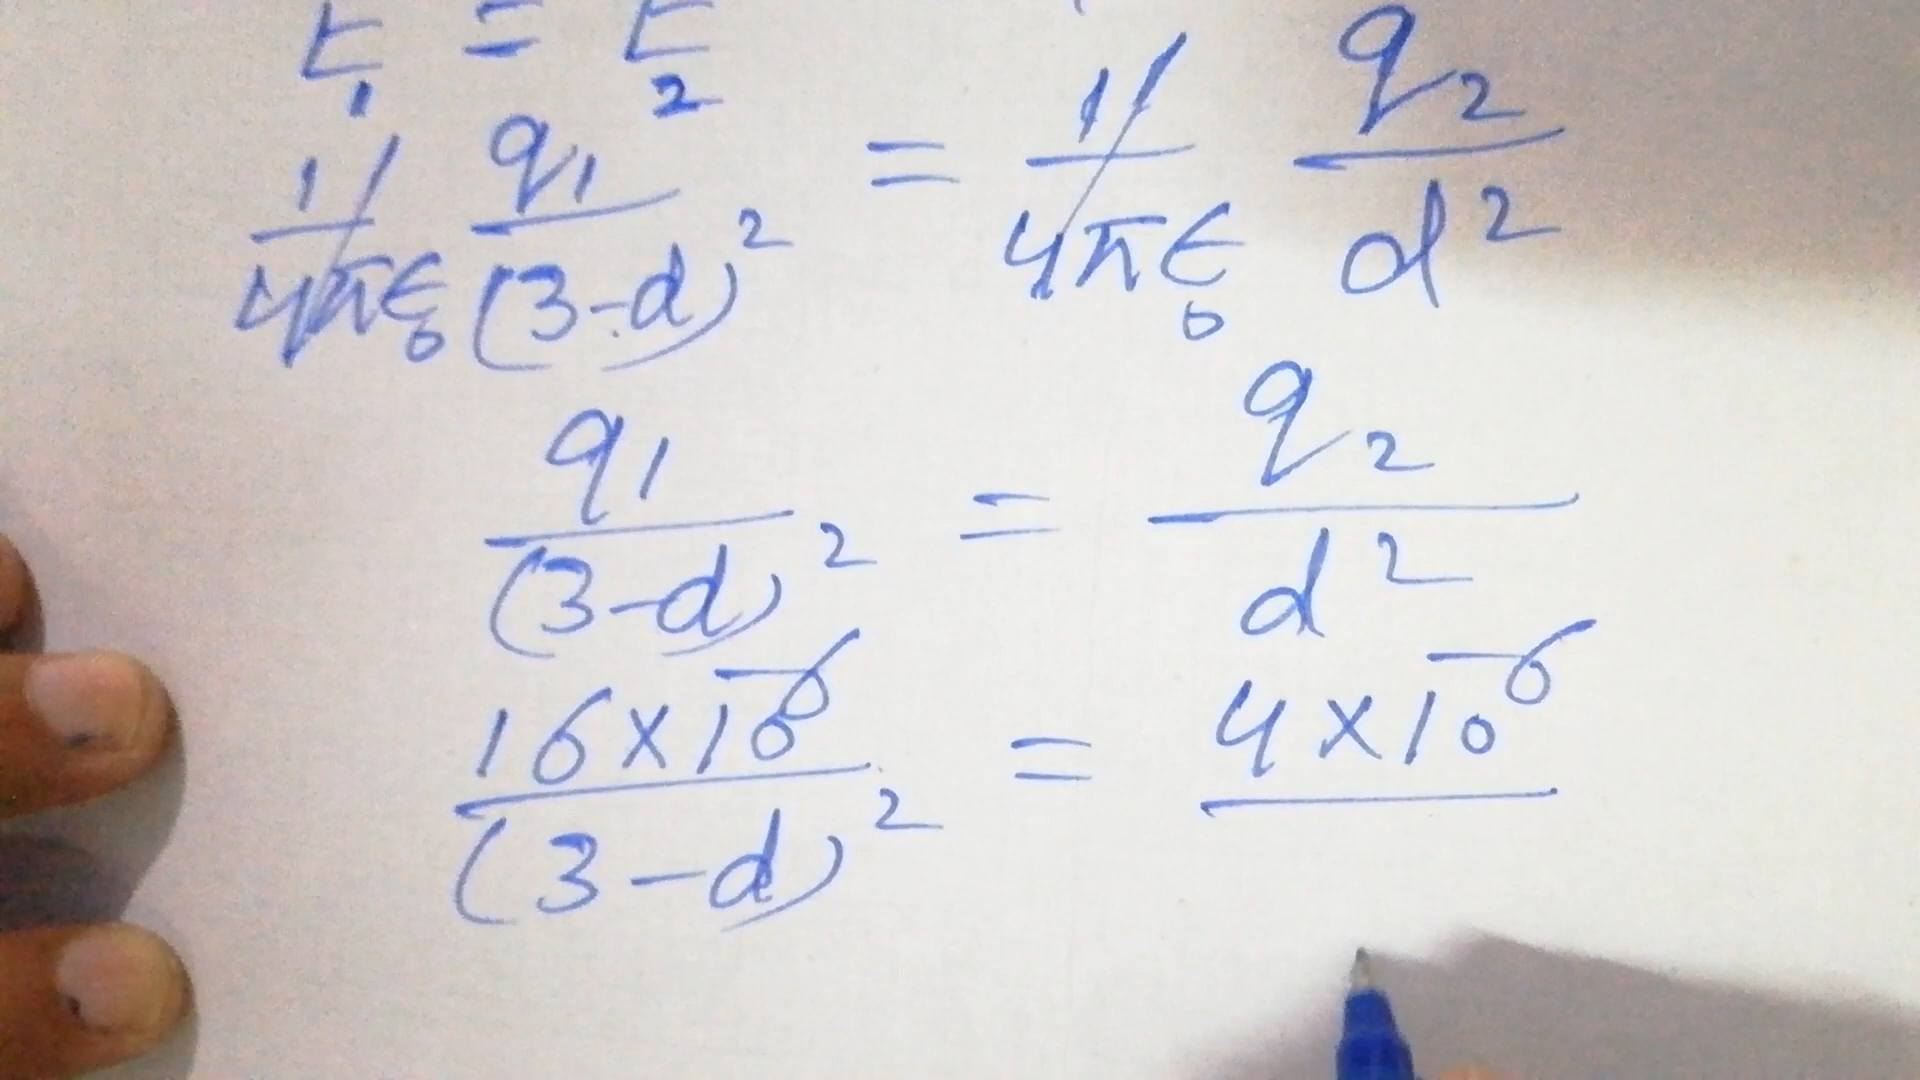 E₁ = E₂
1/4πε₀ q₁/(3-d)² = 1/4πε₀ q₂/d²
q₁/(3-d)² = q₂/d²
16×10⁻⁶/(3-d)² = 4×10⁻⁶/